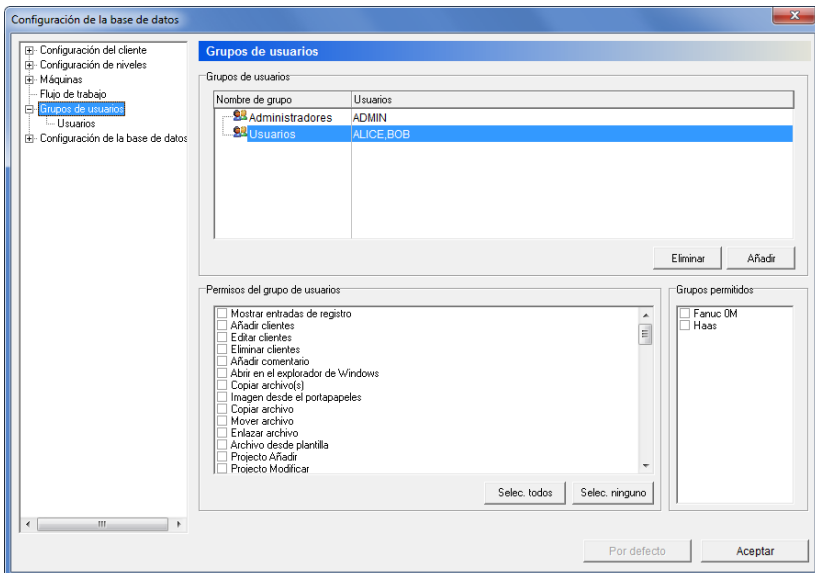 Configuración de la base de datos
Configuración del cliente
Configuración de niveles
Máquinas
Flujo de trabajo
Grupos de usuarios
Usuarios
Configuración de la base de datos
Grupos de usuarios
Grupos de usuarios
Nombre de grupo Usuarios
Administradores ADMIN
Usuarios ALICE,BOB
Eliminar Añadir
Permisos del grupo de usuarios
Mostrar entradas de registro
Añadir clientes
Editar clientes
Eliminar clientes
Añadir comentario
Abrir en el explorador de Windows
Copiar archivo(s)
Imagen desde el portapapeles
Copiar archivo
Mover archivo
Enlazar archivo
Archivo desde plantilla
Projecto Añadir
Projecto Modificar
Selec. todos Selec. ninguno
Grupos permitidos
Fanuc 0M
Haas
Por defecto Aceptar